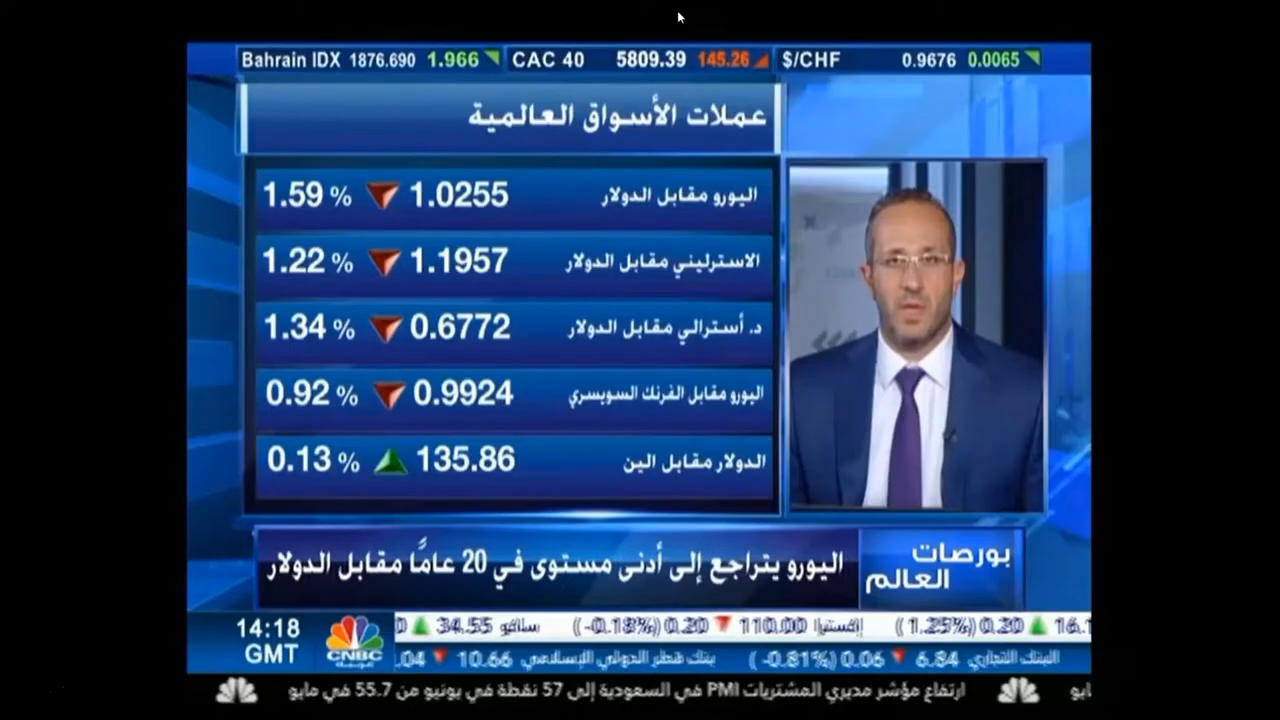 Bahrain IDX 1876.690 1.966 CAC 40 5809.39 145.26 $/CHF 0.9676 0.0065
عملات الأسواق العالمية
اليورو مقابل الدولار 1.0255 1.59 %
الاسترليني مقابل الدولار 1.1957 1.22 %
د. أسترالي مقابل الدولار 0.6772 1.34 %
اليورو مقابل الفرنك السويسري 0.9924 0.92 %
الدولار مقابل الين 135.86 0.13 %
بورصات العالم
اليورو يتراجع إلى أدنى مستوى في 20 عامًا مقابل الدولار
14:18 GMT
CNBC عربية
16.1 0.20 (1.25%) إكسترا 110.00 0.20 (-0.18%) سافكو 34.55
البنك التجاري 6.84 0.06 (-0.81%) بنك قطر الدولي الإسلامي 10.66 .04
ارتفاع مؤشر مديري المشتريات PMI في السعودية إلى 57 نقطة في يونيو من 55.7 في مايو